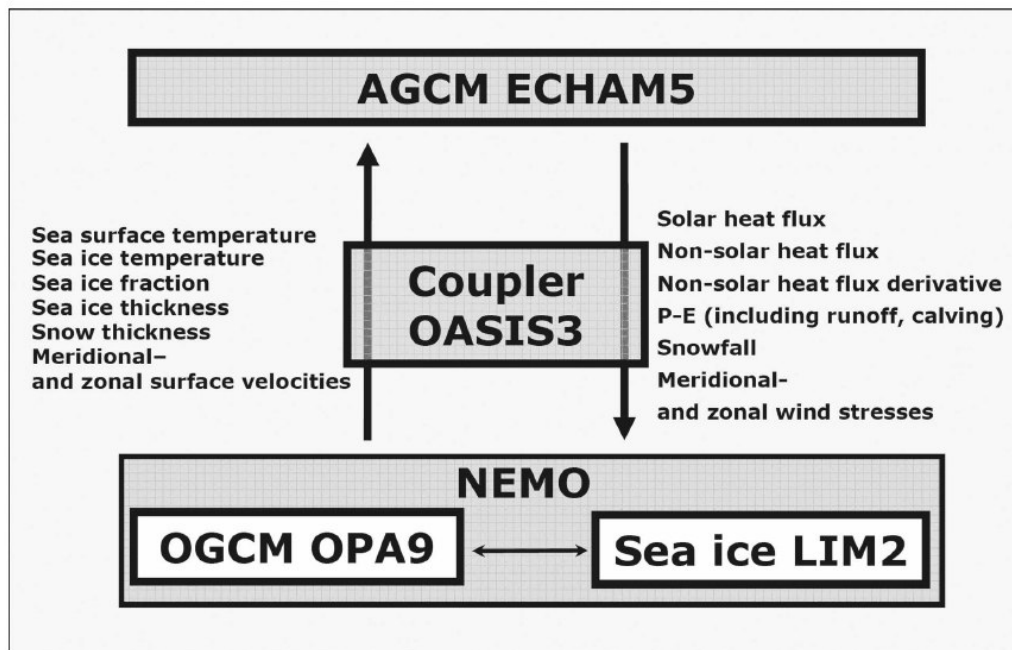 AGCM ECHAM5
Sea surface temperature
Sea ice temperature
Sea ice fraction
Sea ice thickness
Snow thickness
Meridional–
and zonal surface velocities
Coupler
OASIS3
Solar heat flux
Non-solar heat flux
Non-solar heat flux derivative
P-E (including runoff, calving)
Snowfall
Meridional-
and zonal wind stresses
NEMO
OGCM OPA9
Sea ice LIM2